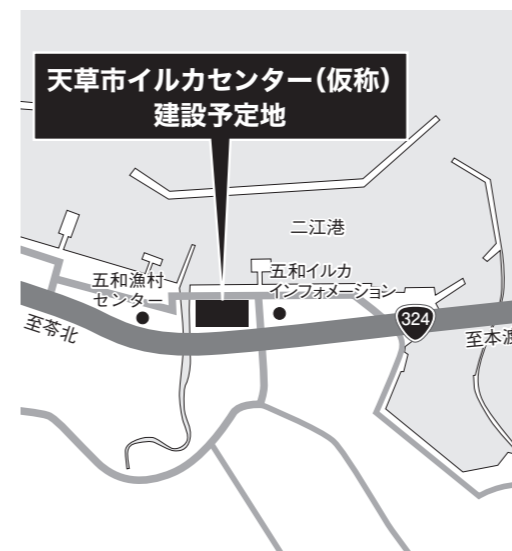 天草市イルカセンター（仮称）
建設予定地
二江港
五和漁村
センター
五和イルカ
インフォメーション
324
至苓北
至本渡